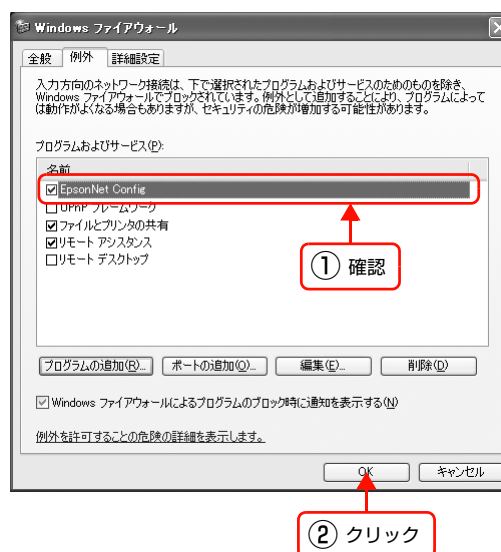 Windows ファイアウォール
全般 例外 詳細設定
入力方向のネットワーク接続は、下で選択されたプログラムおよびサービスのためのものを除き、
Windows ファイアウォールでブロックされています。例外として追加することにより、プログラムによって
は動作がよくなる場合もありますが、セキュリティの危険が増加する可能性があります。
プログラムおよびサービス(P):
名前
EpsonNet Config
UPnP フレームワーク
ファイルとプリンタの共有
リモート アシスタンス
リモート デスクトップ
① 確認
プログラムの追加(R)... ポートの追加(O)... 編集(E)... 削除(D)
Windows ファイアウォールによるプログラムのブロック時に通知を表示する(N)
例外を許可することの危険の詳細を表示します。
OK キャンセル
② クリック